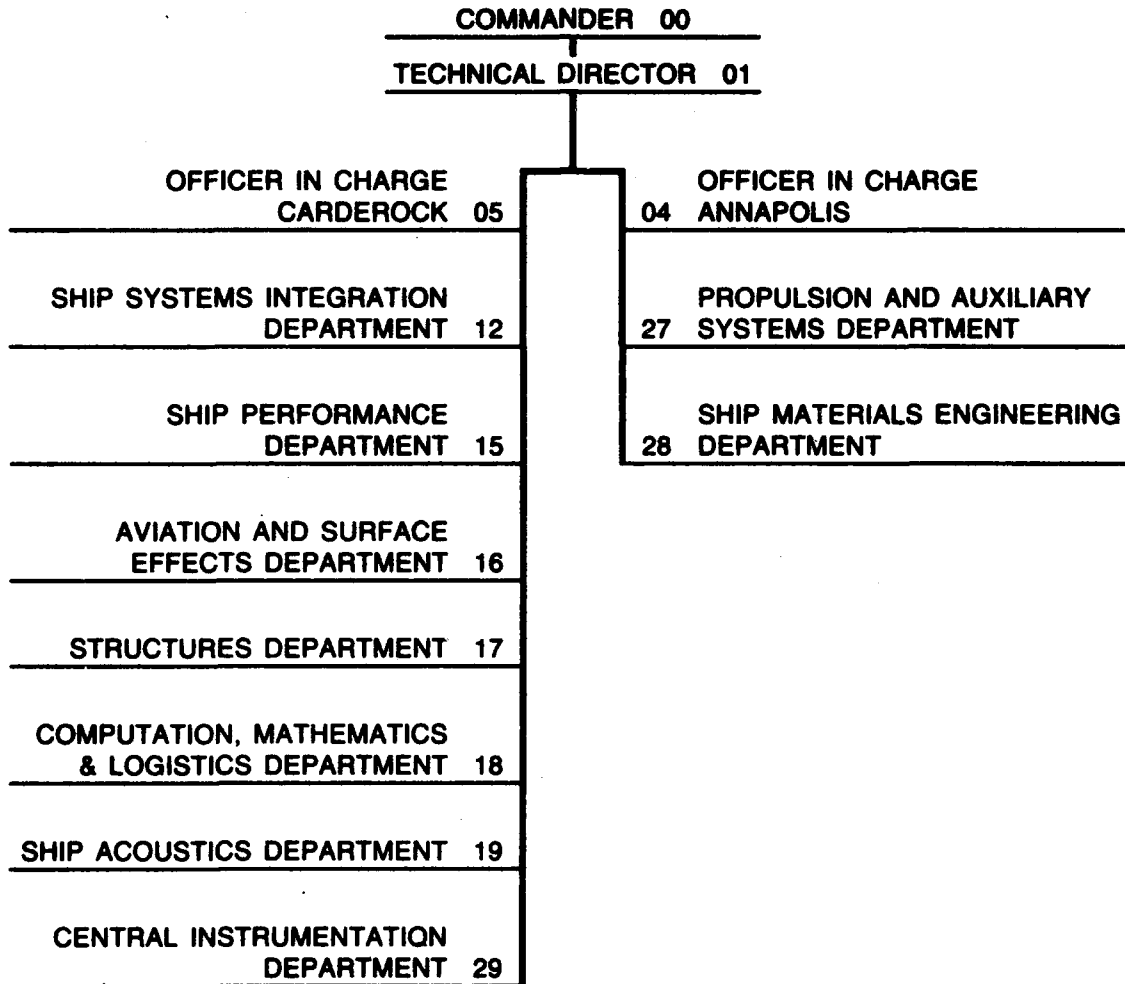 COMMANDER 00
TECHNICAL DIRECTOR 01
OFFICER IN CHARGE
CARDEROCK 05
SHIP SYSTEMS INTEGRATION
DEPARTMENT 12
SHIP PERFORMANCE
DEPARTMENT 15
AVIATION AND SURFACE
EFFECTS DEPARTMENT 16
STRUCTURES DEPARTMENT 17
COMPUTATION, MATHEMATICS
& LOGISTICS DEPARTMENT 18
SHIP ACOUSTICS DEPARTMENT 19
CENTRAL INSTRUMENTATION
DEPARTMENT 29
OFFICER IN CHARGE
04 ANNAPOLIS
PROPULSION AND AUXILIARY
27 SYSTEMS DEPARTMENT
SHIP MATERIALS ENGINEERING
28 DEPARTMENT